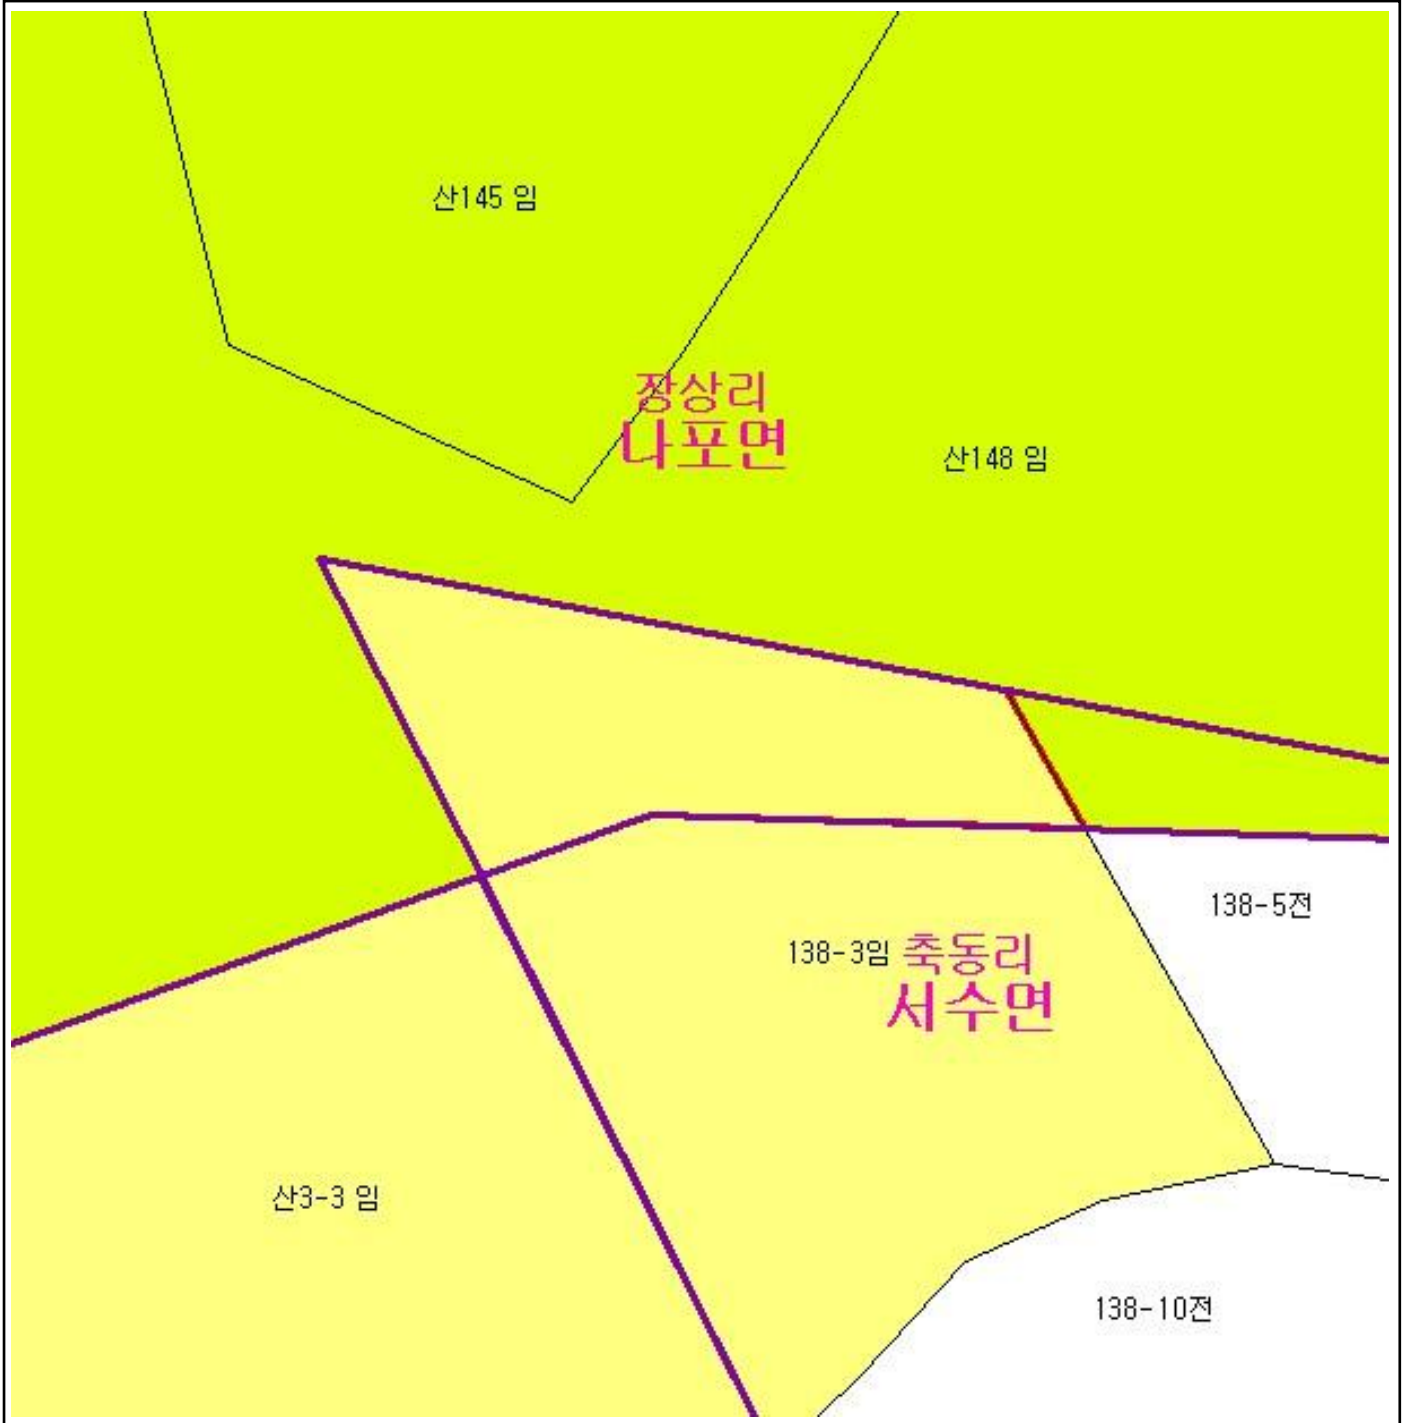 산145 임
장상리
나포면
산148 임
138-5전
138-3임
축동리
서수면
산3-3 임
138-10전